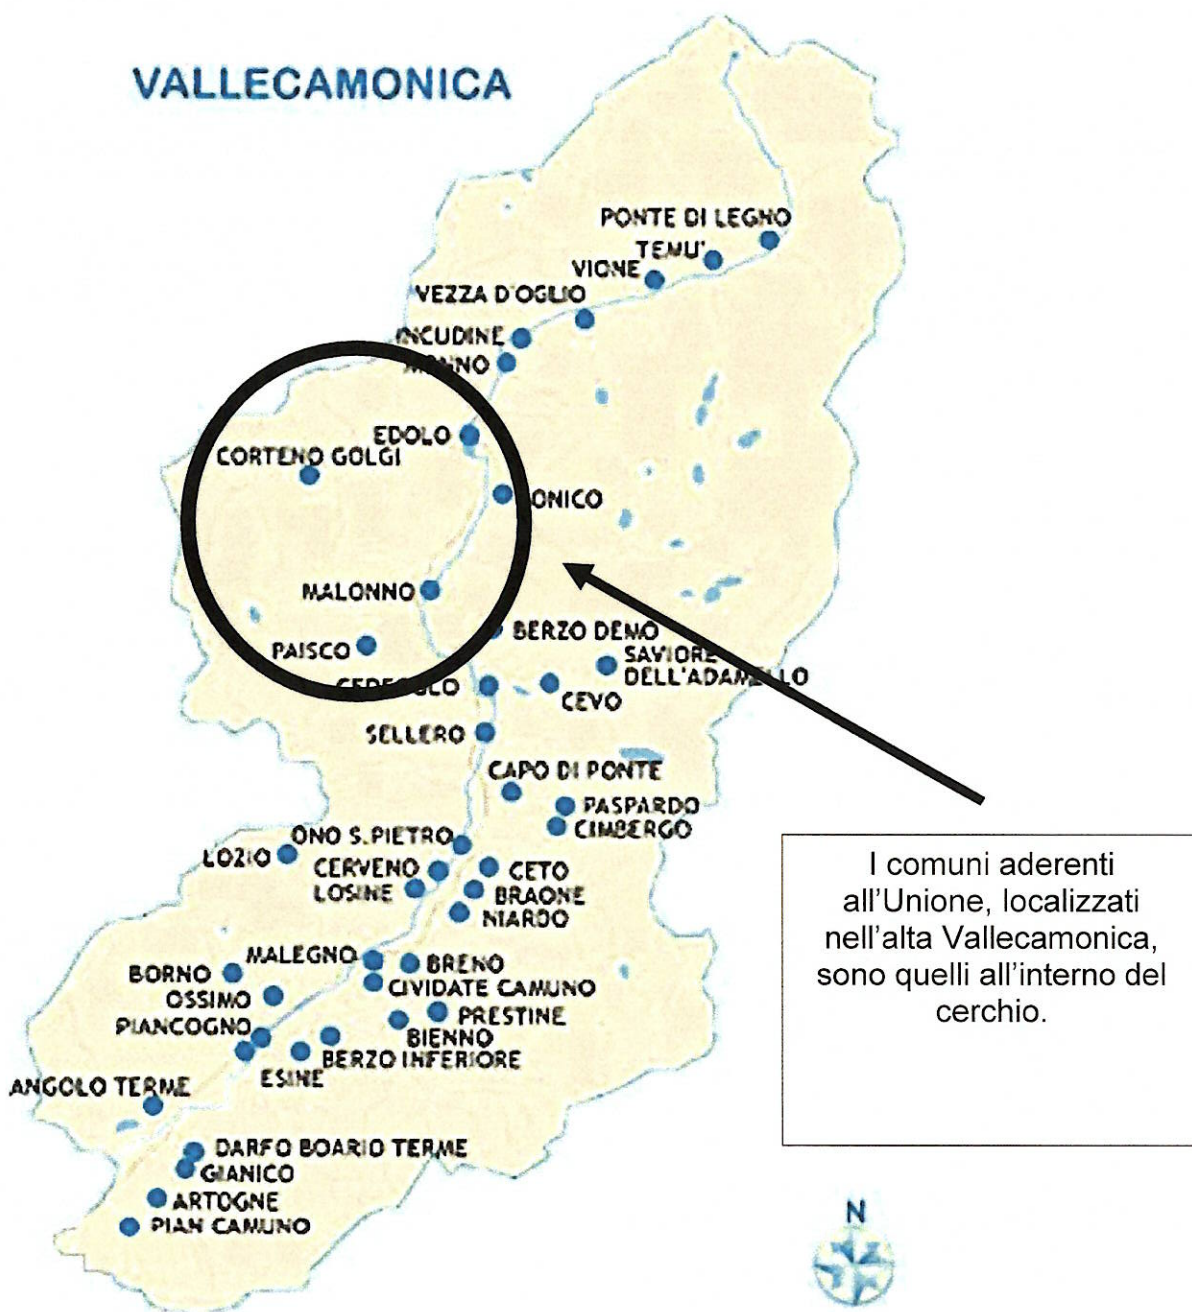 VALLECAMONICA
PONTE DI LEGNO
TEMU'
VIONE
VEZZA D'OGLIO
INCUDINE
EDOLO
CORTENO GOLGI
ONICO
MALONNO
PAISCO
BERZO DEMO
SAVIORE
DELL'ADAMELLO
CEVO
SELLERO
CAPO DI PONTE
PASPARDO
CIMBERGO
ONO S. PIETRO
LOZIO
CERVENO
CETO
LOSINE
BRAONE
NIARDO
I comuni aderenti
all'Unione, localizzati
nell'alta Vallecamonica,
sono quelli all'interno del
cerchio.
MALEGNO
BRENO
BORNO
CIVIDATE CAMUNO
OSSIMO
PRESTINE
PIANCOGNO
BIENNO
BERZO INFERIORE
ESINE
ANGOLO TERME
DARFO BOARIO TERME
GIANICO
ARTOGNE
PIAN CAMUNO
N